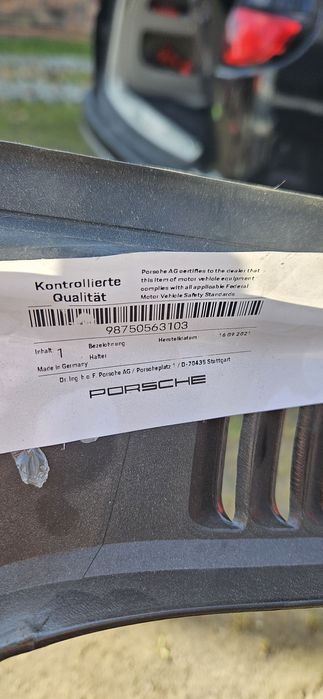 Kontrollierte
Qualität
Porsche AG certifies to the dealer that
this item of motor vehicle equipment
complies with all applicable Federal
Motor Vehicle Safety Standards
98750563103
Inhalt 1 Bezeichnung Herstelldatum 16.09.2021
Made in Germany Halter
Dr. Ing. h.c. F. Porsche AG / Porscheplatz 1 / D-70435 Stuttgart
PORSCHE